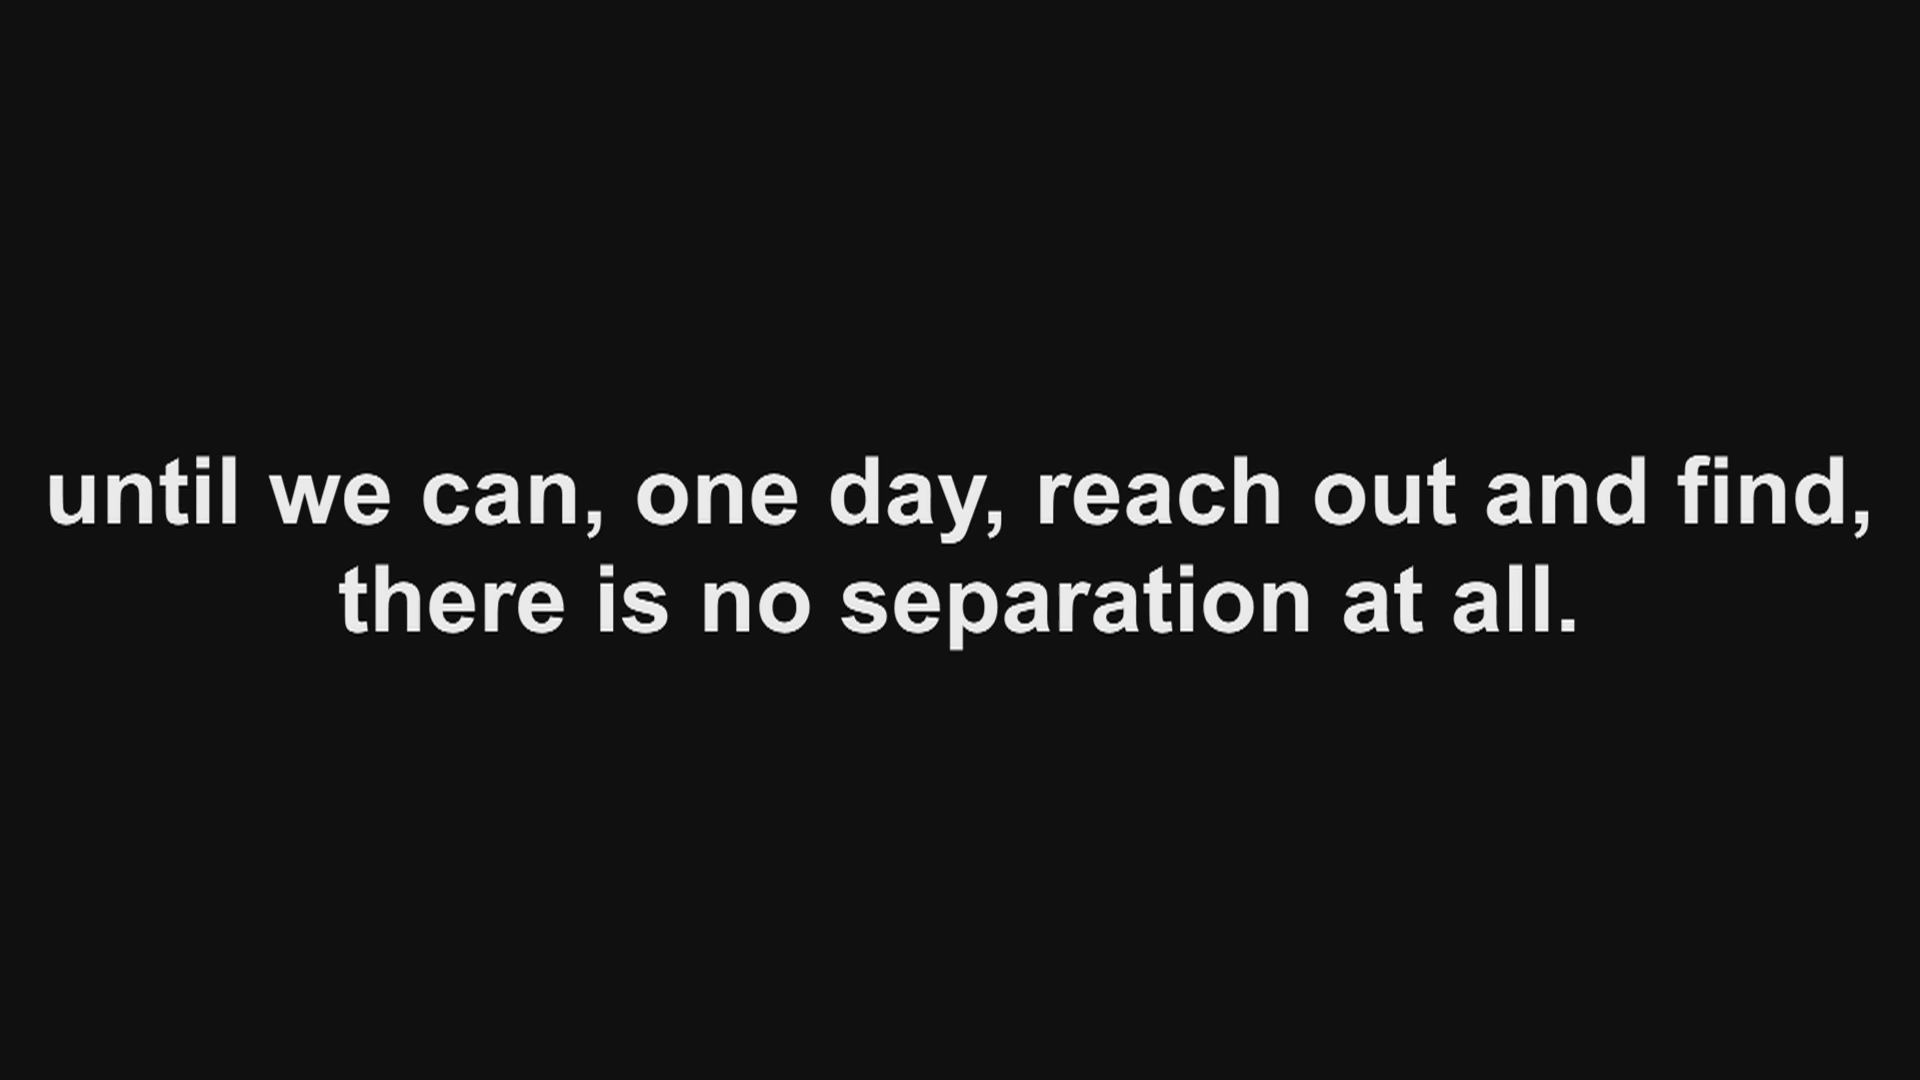 until we can, one day, reach out and find,
there is no separation at all.